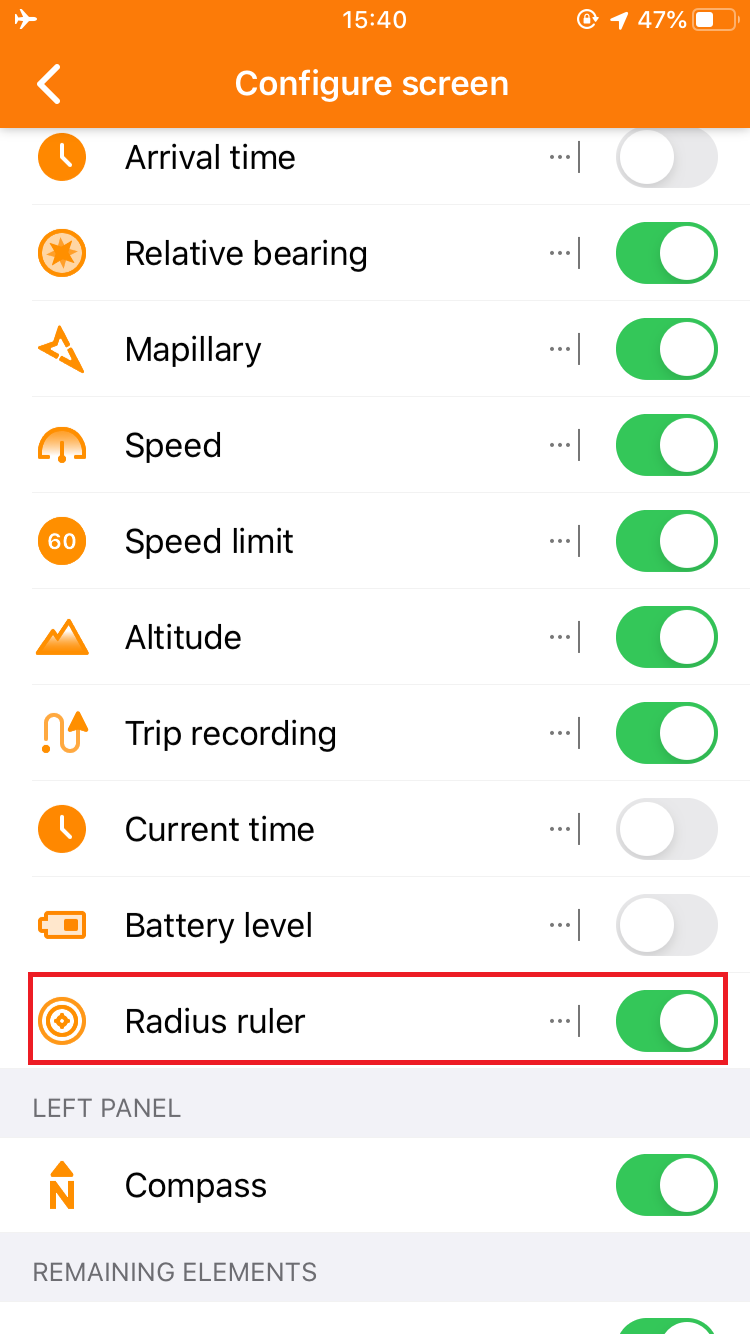 15:40
47%
Configure screen
Arrival time
Relative bearing
Mapillary
Speed
60
Speed limit
Altitude
Trip recording
Current time
Battery level
Radius ruler
LEFT PANEL
N
Compass
REMAINING ELEMENTS